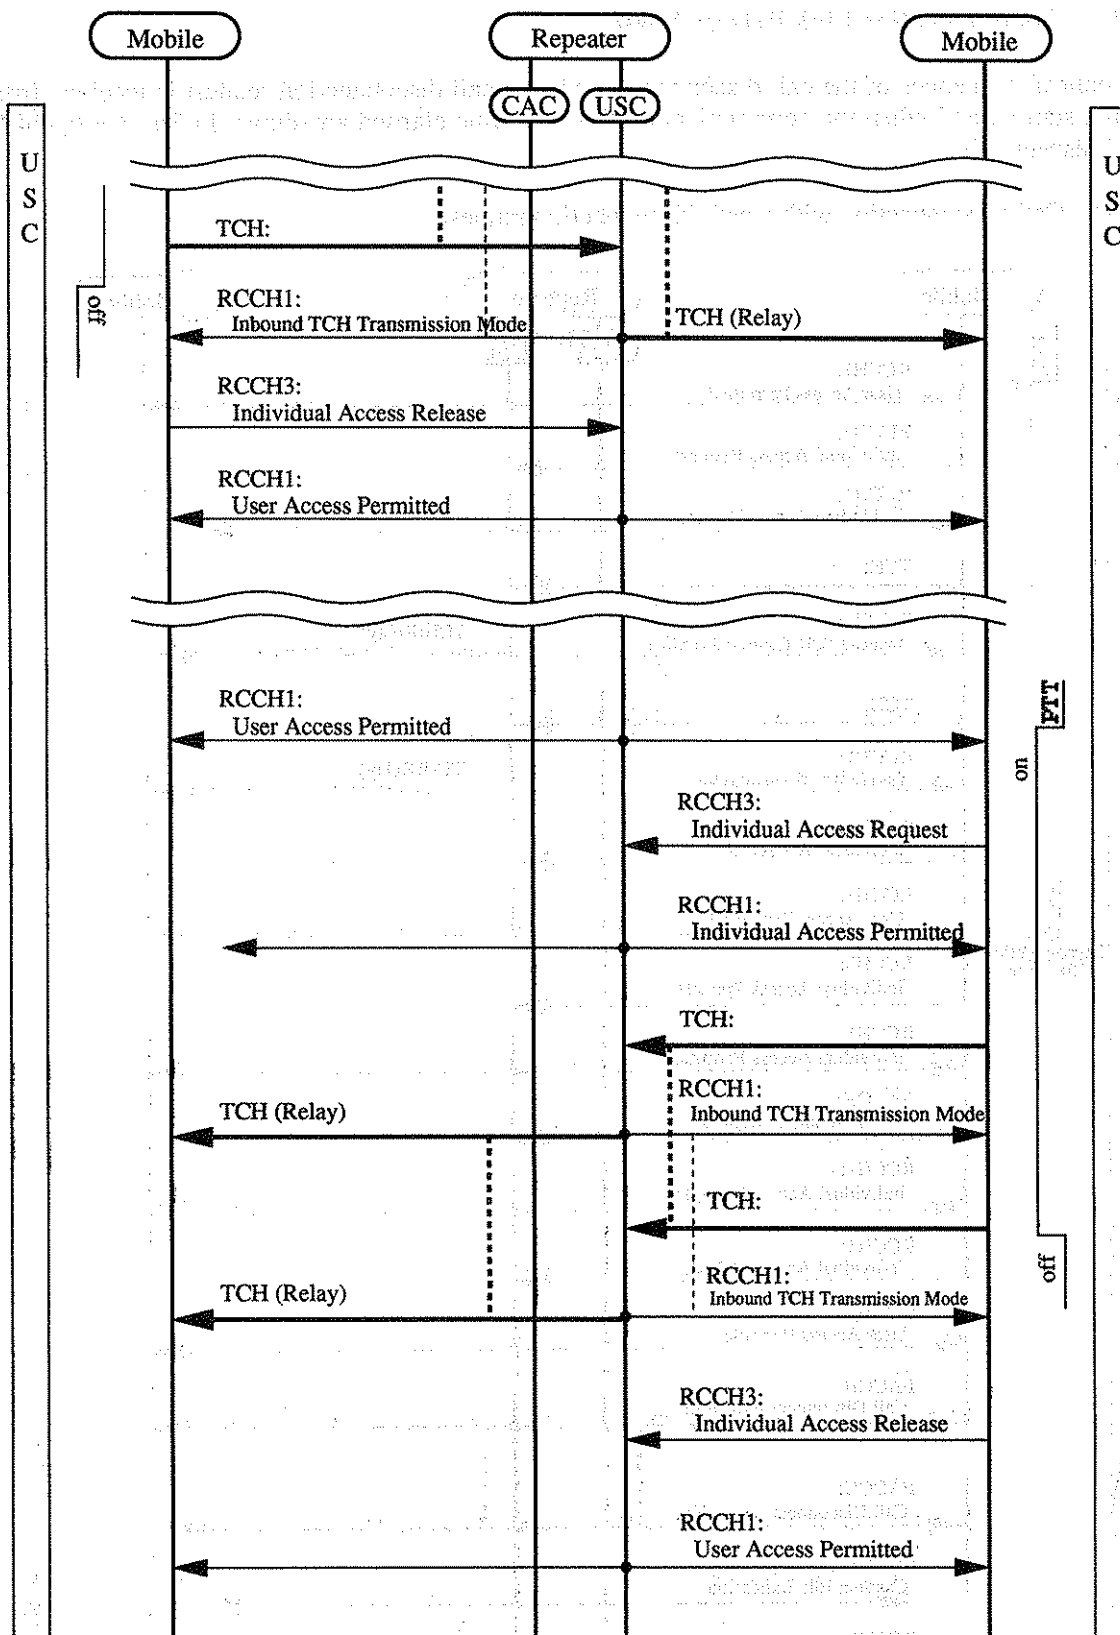 Mobile
Repeater
Mobile
CAC
USC
U
S
C
U
S
C
TCH:
off
RCCH1:
Inbound TCH Transmission Mode
TCH (Relay)
RCCH3:
Individual Access Release
RCCH1:
User Access Permitted
RCCH1:
User Access Permitted
PTT
on
RCCH3:
Individual Access Request
RCCH1:
Individual Access Permitted
TCH:
RCCH1:
Inbound TCH Transmission Mode
TCH (Relay)
TCH:
off
RCCH1:
Inbound TCH Transmission Mode
TCH (Relay)
RCCH3:
Individual Access Release
RCCH1:
User Access Permitted